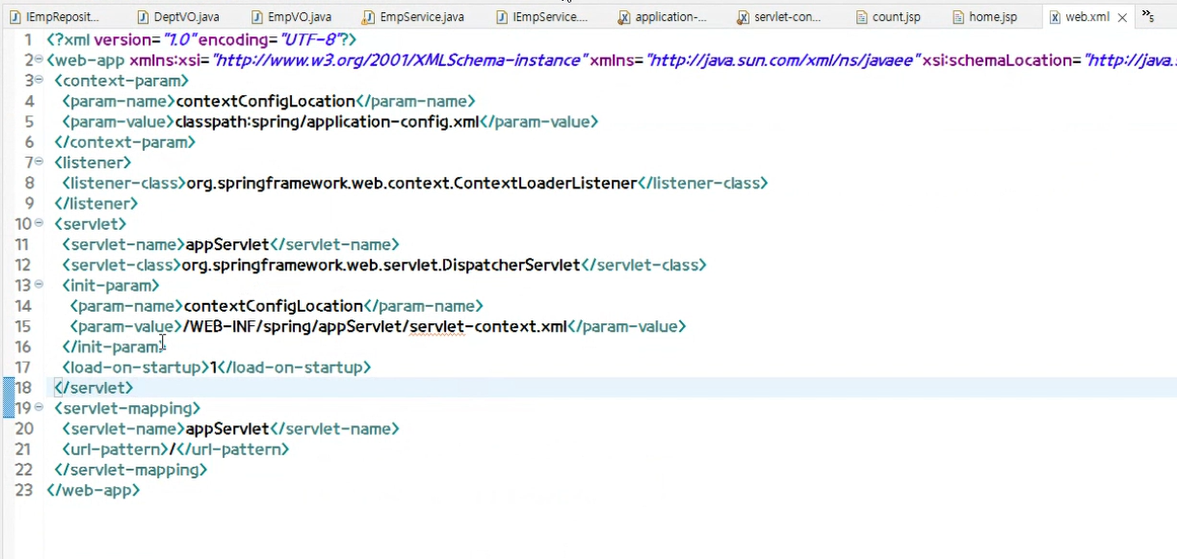 IEmpReposit... DeptVO.java EmpVO.java EmpService.java IEmpService.... application-... servlet-con... count.jsp home.jsp web.xml »5
1 <?xml version="1.0" encoding="UTF-8"?>
2 <web-app xmlns:xsi="http://www.w3.org/2001/XMLSchema-instance" xmlns="http://java.sun.com/xml/ns/javaee" xsi:schemaLocation="http://java.s
3 <context-param>
4 <param-name>contextConfigLocation</param-name>
5 <param-value>classpath:spring/application-config.xml</param-value>
6 </context-param>
7 <listener>
8 <listener-class>org.springframework.web.context.ContextLoaderListener</listener-class>
9 </listener>
10 <servlet>
11 <servlet-name>appServlet</servlet-name>
12 <servlet-class>org.springframework.web.servlet.DispatcherServlet</servlet-class>
13 <init-param>
14 <param-name>contextConfigLocation</param-name>
15 <param-value>/WEB-INF/spring/appServlet/servlet-context.xml</param-value>
16 </init-param>
17 <load-on-startup>1</load-on-startup>
18 </servlet>
19 <servlet-mapping>
20 <servlet-name>appServlet</servlet-name>
21 <url-pattern>/</url-pattern>
22 </servlet-mapping>
23 </web-app>